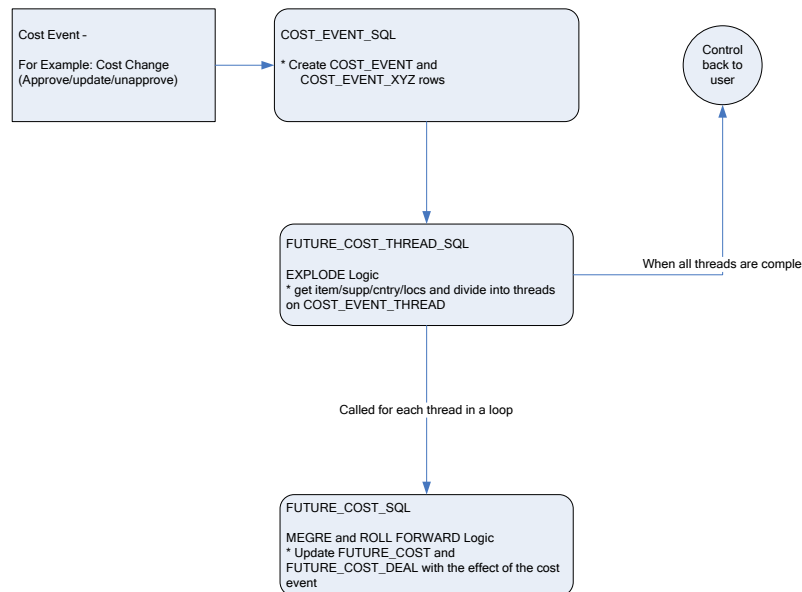 Cost Event –
For Example: Cost Change
(Approve/update/unapprove)
COST_EVENT_SQL
* Create COST_EVENT and
COST_EVENT_XYZ rows
Control
back to
user
FUTURE_COST_THREAD_SQL
EXPLODE Logic
* get item/supp/cntry/locs and divide into threads
on COST_EVENT_THREAD
When all threads are comple
Called for each thread in a loop
FUTURE_COST_SQL
MEGRE and ROLL FORWARD Logic
* Update FUTURE_COST and
FUTURE_COST_DEAL with the effect of the cost
event